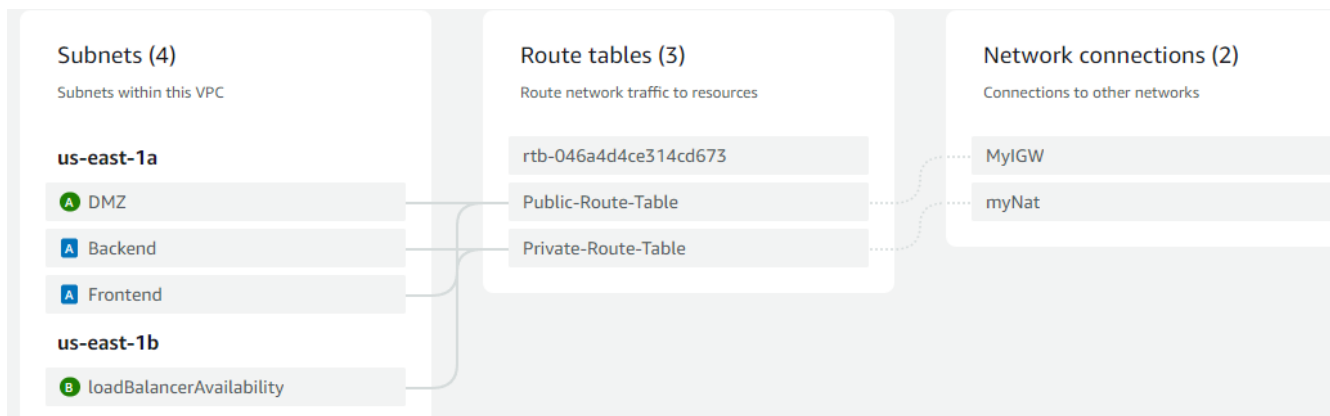 Subnets (4)
Subnets within this VPC
us-east-1a
A DMZ
A Backend
A Frontend
us-east-1b
B loadBalancerAvailability
Route tables (3)
Route network traffic to resources
rtb-046a4d4ce314cd673
Public-Route-Table
Private-Route-Table
Network connections (2)
Connections to other networks
MyIGW
myNat